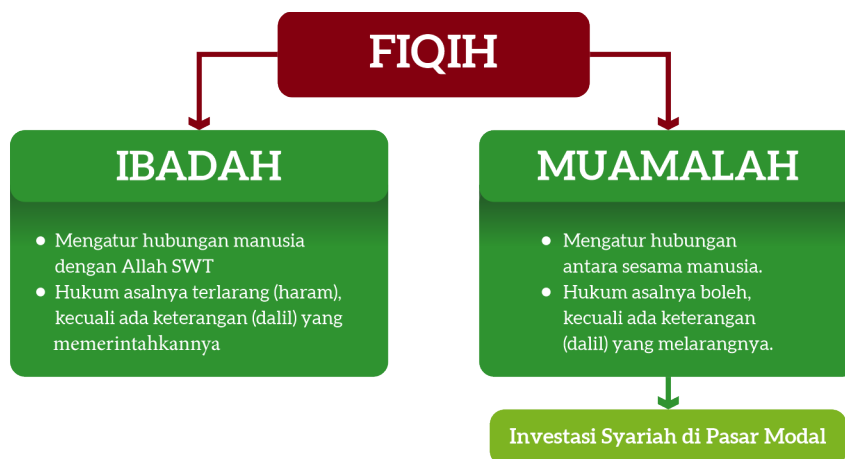 FIQIH
IBADAH
• Mengatur hubungan manusia
dengan Allah SWT
• Hukum asalnya terlarang (haram),
kecuali ada keterangan (dalil) yang
memerintahkannya
MUAMALAH
• Mengatur hubungan
antara sesama manusia.
• Hukum asalnya boleh,
kecuali ada keterangan
(dalil) yang melarangnya.
Investasi Syariah di Pasar Modal